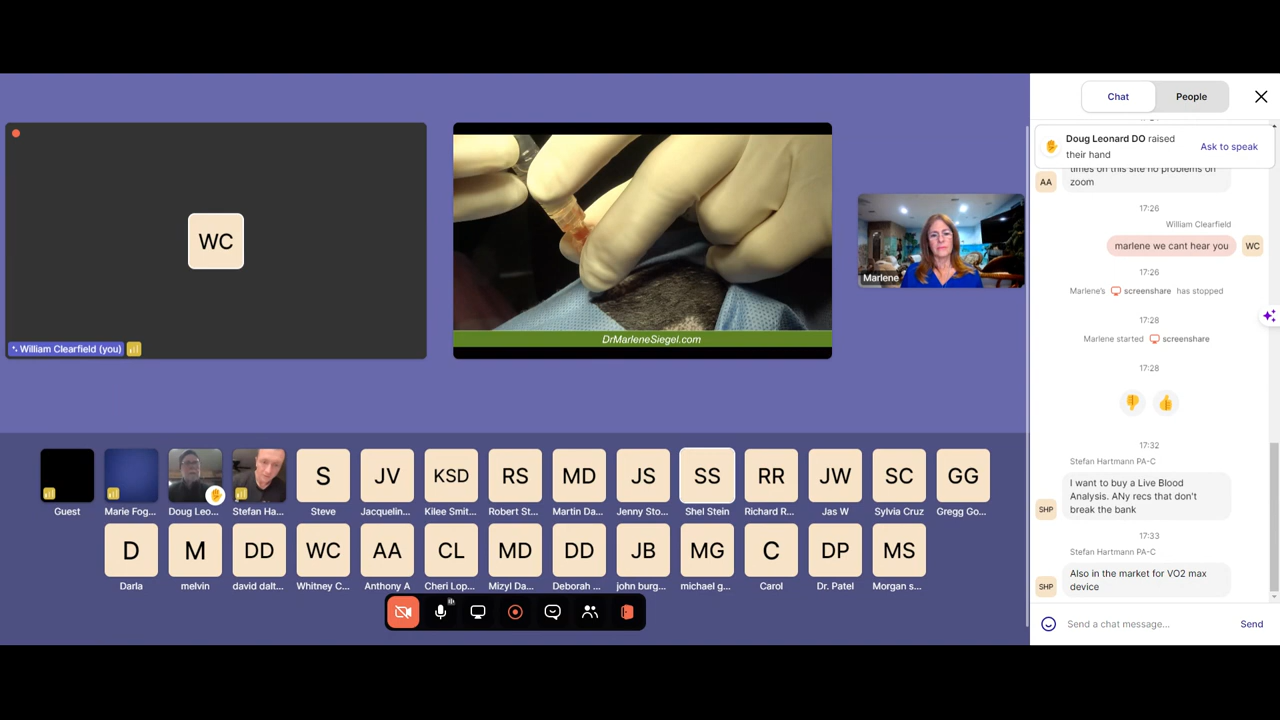 WC
William Clearfield (you)
DrMarleneSiegel.com
Marlene
Guest
Marie Fog...
Doug Leo...
Stefan Ha...
S
Steve
JV
Jacquelin...
KSD
Kilee Smit...
RS
Robert St...
MD
Martin Da...
JS
Jenny Sto...
SS
Shel Stein
RR
Richard R...
JW
Jas W
SC
Sylvia Cruz
GG
Gregg Go...
D
Darla
M
melvin
DD
david dalt...
WC
Whitney C...
AA
Anthony A
CL
Cheri Lop...
MD
Mizyl Da...
DD
Deborah ...
JB
john burg...
MG
michael g...
C
Carol
DP
Dr. Patel
MS
Morgan s...
Chat
People
Doug Leonard DO raised
their hand
Ask to speak
times on this site no problems on
zoom
AA
17:26
William Clearfield
marlene we cant hear you
WC
17:26
Marlene's screenshare has stopped
17:28
Marlene started screenshare
17:28
17:32
Stefan Hartmann PA-C
I want to buy a Live Blood
Analysis. ANy recs that don't
break the bank
SHP
17:33
Stefan Hartmann PA-C
Also in the market for VO2 max
device
SHP
Send a chat message...
Send